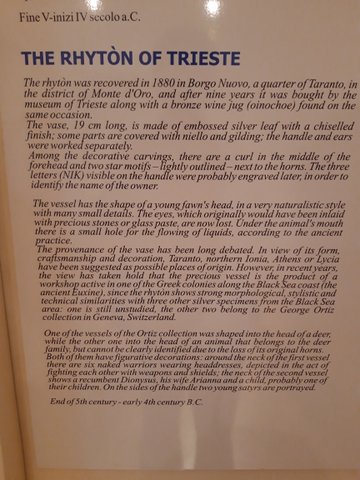 Fine V-inizi IV secolo a.C.
THE RHYTÒN OF TRIESTE
The rhytòn was recovered in 1880 in Borgo Nuovo, a quarter of Taranto, in
the district of Monte d'Oro, and after nine years it was bought by the
museum of Trieste along with a bronze wine jug (oinochoe) found on the
same occasion.
The vase, 19 cm long, is made of embossed silver leaf with a chiselled
finish; some parts are covered with niello and gilding; the handle and ears
were worked separately.
Among the decorative carvings, there are a curl in the middle of the
forehead and two star motifs – lightly outlined – next to the horns. The three
letters (NIK) visible on the handle were probably engraved later, in order to
identify the name of the owner.
The vessel has the shape of a young fawn's head, in a very naturalistic style
with many small details. The eyes, which originally would have been inlaid
with precious stones or glass paste, are now lost. Under the animal's mouth
there is a small hole for the flowing of liquids, according to the ancient
practice.
The provenance of the vase has been long debated. In view of its form,
craftsmanship and decoration, Taranto, northern Ionia, Athens or Lycia
have been suggested as possible places of origin. However, in recent years,
the view has taken hold that the precious vessel is the product of a
workshop active in one of the Greek colonies along the Black Sea coast (the
ancient Euxine), since the rhytòn shows strong morphological, stylistic and
technical similarities with three other silver specimens from the Black Sea
area: one is still unstudied, the other two belong to the George Ortiz
collection in Geneva, Switzerland.
One of the vessels of the Ortiz collection was shaped into the head of a deer,
while the other one into the head of an animal that belongs to the deer
family, but cannot be clearly identified due to the loss of its original horns.
Both of them have figurative decorations: around the neck of the first vessel
there are six naked warriors wearing headdresses, depicted in the act of
fighting each other with weapons and shields; the neck of the second vessel
shows a recumbent Dionysus, his wife Arianna and a child, probably one of
their children. On the sides of the handle two young satyrs are portrayed.
End of 5th century - early 4th century B.C.